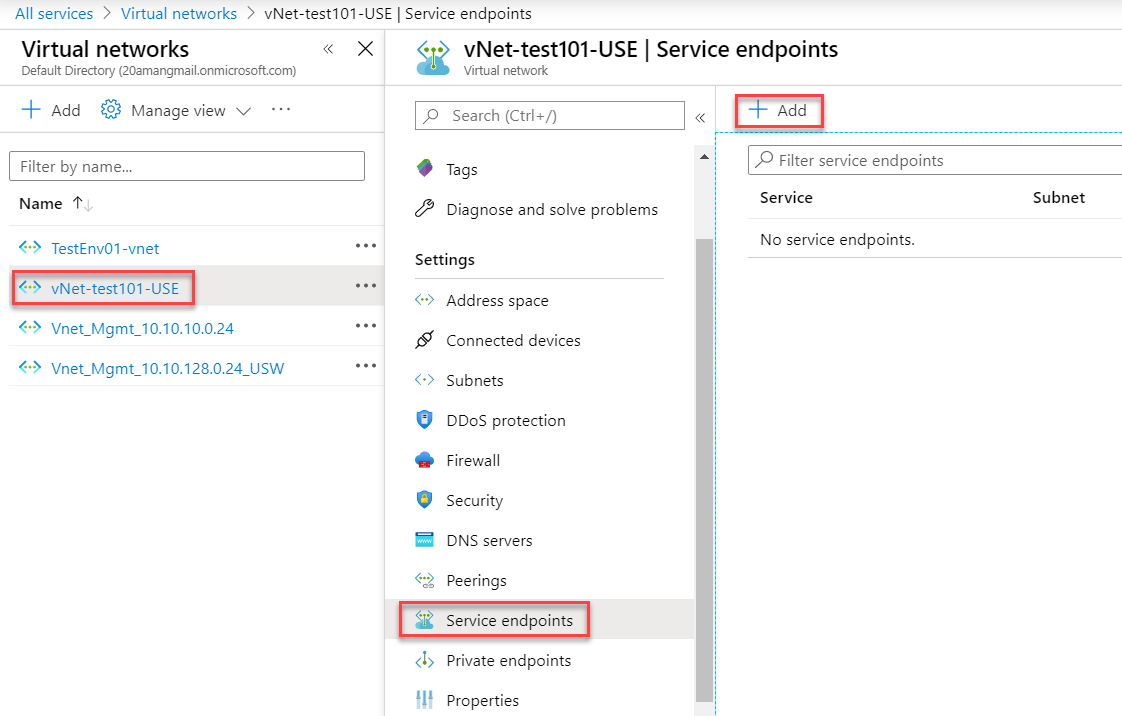 All services > Virtual networks > vNet-test101-USE | Service endpoints
Virtual networks
Default Directory (20amangmail.onmicrosoft.com)
Add Manage view
Filter by name...
Name
TestEnv01-vnet
vNet-test101-USE
Vnet_Mgmt_10.10.10.0.24
Vnet_Mgmt_10.10.128.0.24_USW
vNet-test101-USE | Service endpoints
Virtual network
Search (Ctrl+/)
Tags
Diagnose and solve problems
Settings
Address space
Connected devices
Subnets
DDoS protection
Firewall
Security
DNS servers
Peerings
Service endpoints
Private endpoints
Properties
Add
Filter service endpoints
Service Subnet
No service endpoints.